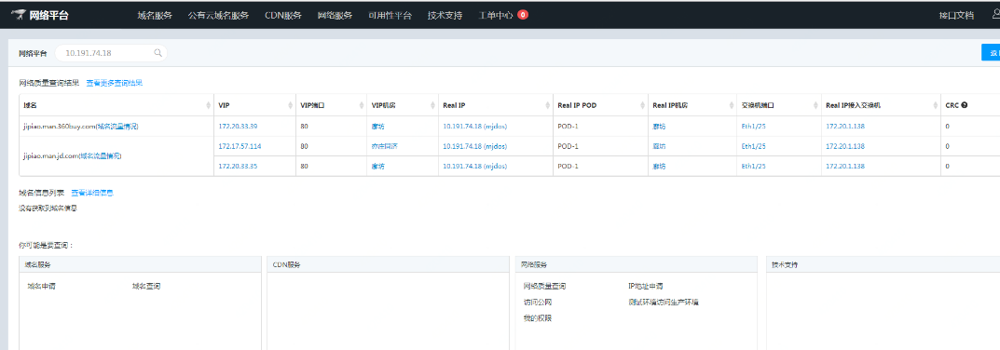 网络平台 域名服务 公有云域名服务 CDN服务 网络服务 可用性平台 技术支持 工单中心 0 接口文档
网络平台 10.191.74.18
网络质量查询结果 查看更多查询结果
域名 VIP VIP端口 VIP机房 Real IP Real IP POD Real IP机房 交换机端口 Real IP接入交换机 CRC
jipiao.man.360buy.com(域名流量情况) 172.20.33.39 80 廊坊 10.191.74.18 (mjdos) POD-1 廊坊 Eth1/25 172.20.1.138 0
172.17.57.114 80 亦庄同济 10.191.74.18 (mjdos) POD-1 廊坊 Eth1/25 172.20.1.138 0
jipiao.man.jd.com(域名流量情况)
172.20.33.35 80 廊坊 10.191.74.18 (mjdos) POD-1 廊坊 Eth1/25 172.20.1.138 0
域名信息列表 查看详细信息
没有获取到域名信息
你可能是要查询：
域名服务 CDN服务 网络服务 技术支持
域名申请 域名查询 网络质量查询 IP地址申请
访问公网 测试环境访问生产环境
我的权限